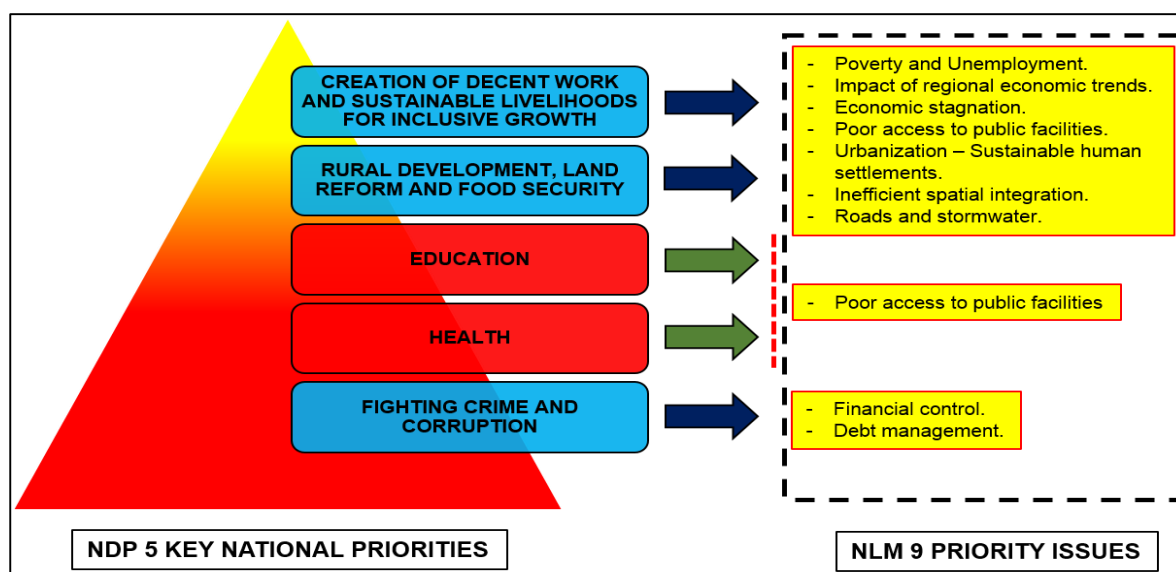 CREATION OF DECENT WORK
AND SUSTAINABLE LIVELIHOODS
FOR INCLUSIVE GROWTH
RURAL DEVELOPMENT, LAND
REFORM AND FOOD SECURITY
EDUCATION
HEALTH
FIGHTING CRIME AND
CORRUPTION
- Poverty and Unemployment.
- Impact of regional economic trends.
- Economic stagnation.
- Poor access to public facilities.
- Urbanization – Sustainable human
settlements.
- Inefficient spatial integration.
- Roads and stormwater.
- Poor access to public facilities
- Financial control.
- Debt management.
NDP 5 KEY NATIONAL PRIORITIES
NLM 9 PRIORITY ISSUES